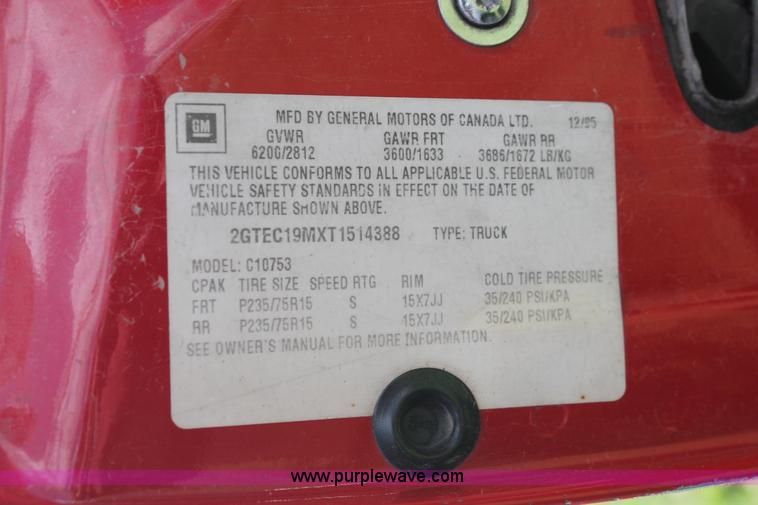 GM
MFD BY GENERAL MOTORS OF CANADA LTD. 12/95
GVWR GAWR FRT GAWR RR
6200/2812 3600/1633 3686/1672 LB/KG
THIS VEHICLE CONFORMS TO ALL APPLICABLE U.S. FEDERAL MOTOR
VEHICLE SAFETY STANDARDS IN EFFECT ON THE DATE OF
MANUFACTURE SHOWN ABOVE.
2GTEC19MXT1514388 TYPE: TRUCK
MODEL: C10753
CPAK TIRE SIZE SPEED RTG RIM COLD TIRE PRESSURE
FRT P235/75R15 S 15X7JJ 35/240 PSI/KPA
RR P235/75R15 S 15X7JJ 35/240 PSI/KPA
SEE OWNER'S MANUAL FOR MORE INFORMATION.
www.purplewave.com